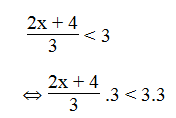 (2x + 4)/3 < 3
⇔ (2x + 4)/3 .3 < 3.3